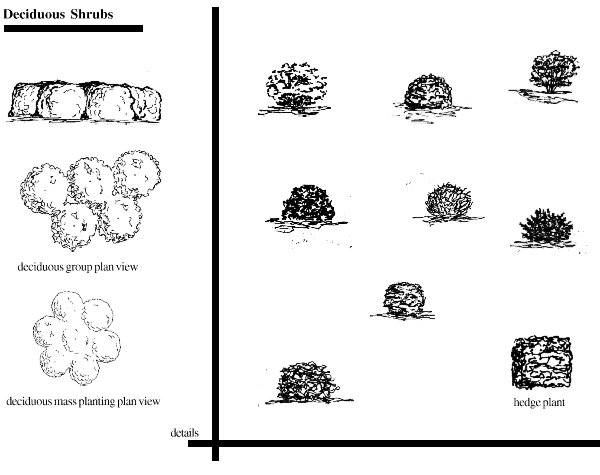 Deciduous Shrubs
deciduous group plan view
deciduous mass planting plan view
details
hedge plant